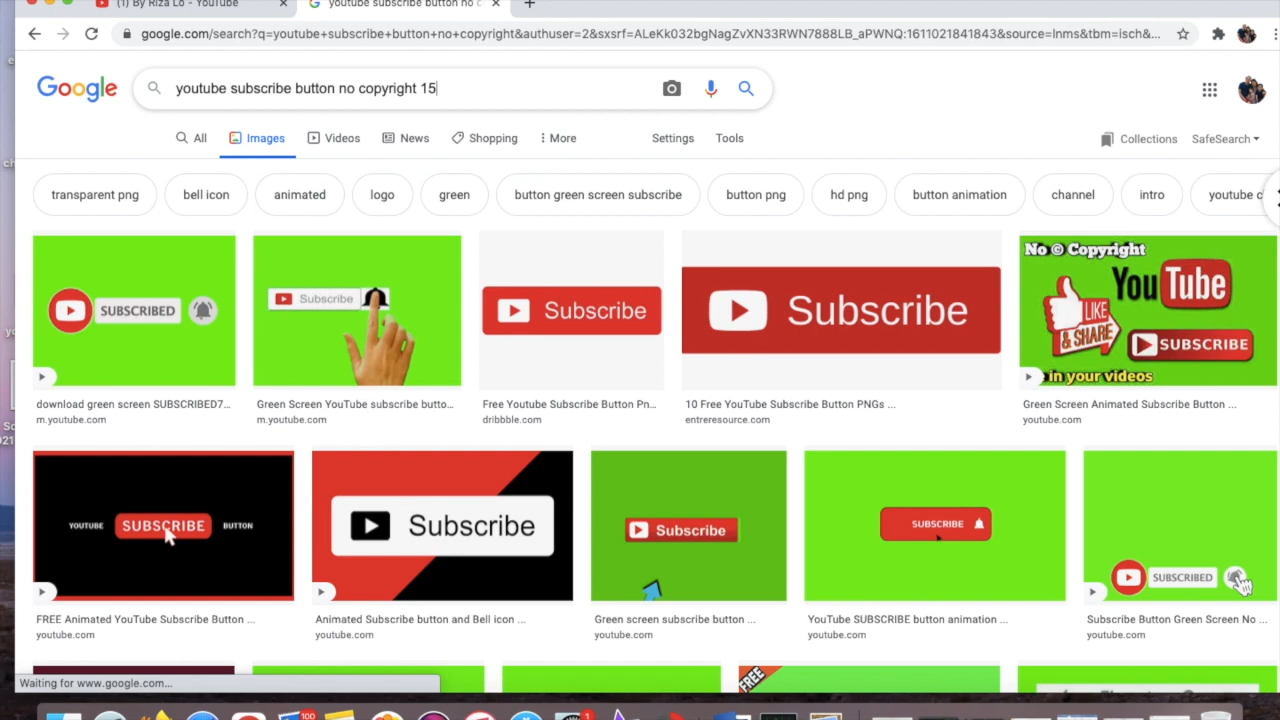 (1) By Riza Lo - YouTube
youtube subscribe button no c
google.com/search?q=youtube+subscribe+button+no+copyright&authuser=2&sxsrf=ALeKk032bgNagZvXN33RWN7888LB_aPWNQ:1611021841843&source=lnms&tbm=isch&...
Google
youtube subscribe button no copyright 15
All Images Videos News Shopping More Settings Tools Collections SafeSearch
transparent png bell icon animated logo green button green screen subscribe button png hd png button animation channel intro youtube c
SUBSCRIBED
Subscribe
Subscribe
Subscribe
No © Copyright
YouTube
LIKE
& SHARE
SUBSCRIBE
in your videos
download green screen SUBSCRIBED7...
m.youtube.com
Green Screen YouTube subscribe butto...
m.youtube.com
Free Youtube Subscribe Button Pn...
dribbble.com
10 Free YouTube Subscribe Button PNGs ...
entreresource.com
Green Screen Animated Subscribe Button ...
youtube.com
YOUTUBE SUBSCRIBE BUTTON
Subscribe
Subscribe
SUBSCRIBE
SUBSCRIBED
FREE Animated YouTube Subscribe Button ...
youtube.com
Animated Subscribe button and Bell icon ...
youtube.com
Green screen subscribe button ...
youtube.com
YouTube SUBSCRIBE button animation ...
youtube.com
Subscribe Button Green Screen No ...
youtube.com
FREE
Waiting for www.google.com...
100
1